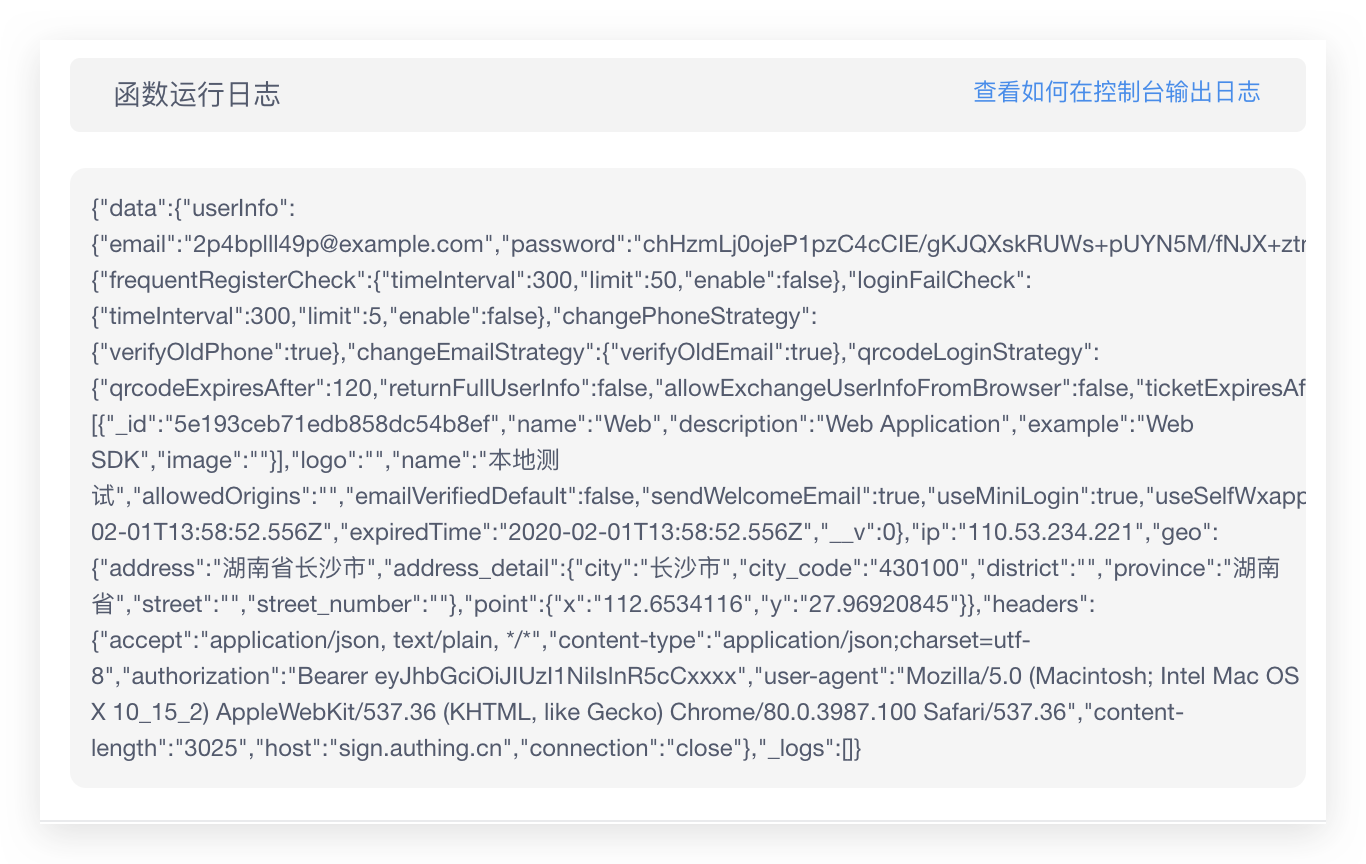 函数运行日志
查看如何在控制台输出日志
{"data":{"userInfo":
{"email":"2p4bplll49p@example.com","password":"chHzmLj0ojeP1pzC4cClE/gKJQXskRUWs+pUYN5M/fNJX+ztr
{"frequentRegisterCheck":{"timeInterval":300,"limit":50,"enable":false},"loginFailCheck":
{"timeInterval":300,"limit":5,"enable":false},"changePhoneStrategy":
{"verifyOldPhone":true},"changeEmailStrategy":{"verifyOldEmail":true},"qrcodeLoginStrategy":
{"qrcodeExpiresAfter":120,"returnFullUserInfo":false,"allowExchangeUserInfoFromBrowser":false,"ticketExpiresAf
[{"_id":"5e193ceb71edb858dc54b8ef","name":"Web","description":"Web Application","example":"Web
SDK","image":""}],"logo":"","name":"本地测
试","allowedOrigins":"","emailVerifiedDefault":false,"sendWelcomeEmail":true,"useMiniLogin":true,"useSelfWxapp
02-01T13:58:52.556Z","expiredTime":"2020-02-01T13:58:52.556Z","__v":0},"ip":"110.53.234.221","geo":
{"address":"湖南省长沙市","address_detail":{"city":"长沙市","city_code":"430100","district":"","province":"湖南
省","street":"","street_number":""},"point":{"x":"112.6534116","y":"27.96920845"}},"headers":
{"accept":"application/json, text/plain, */*","content-type":"application/json;charset=utf-
8","authorization":"Bearer eyJhbGciOiJIUzI1NiIsInR5cCxxxx","user-agent":"Mozilla/5.0 (Macintosh; Intel Mac OS
X 10_15_2) AppleWebKit/537.36 (KHTML, like Gecko) Chrome/80.0.3987.100 Safari/537.36","content-
length":"3025","host":"sign.authing.cn","connection":"close"},"_logs":[]}